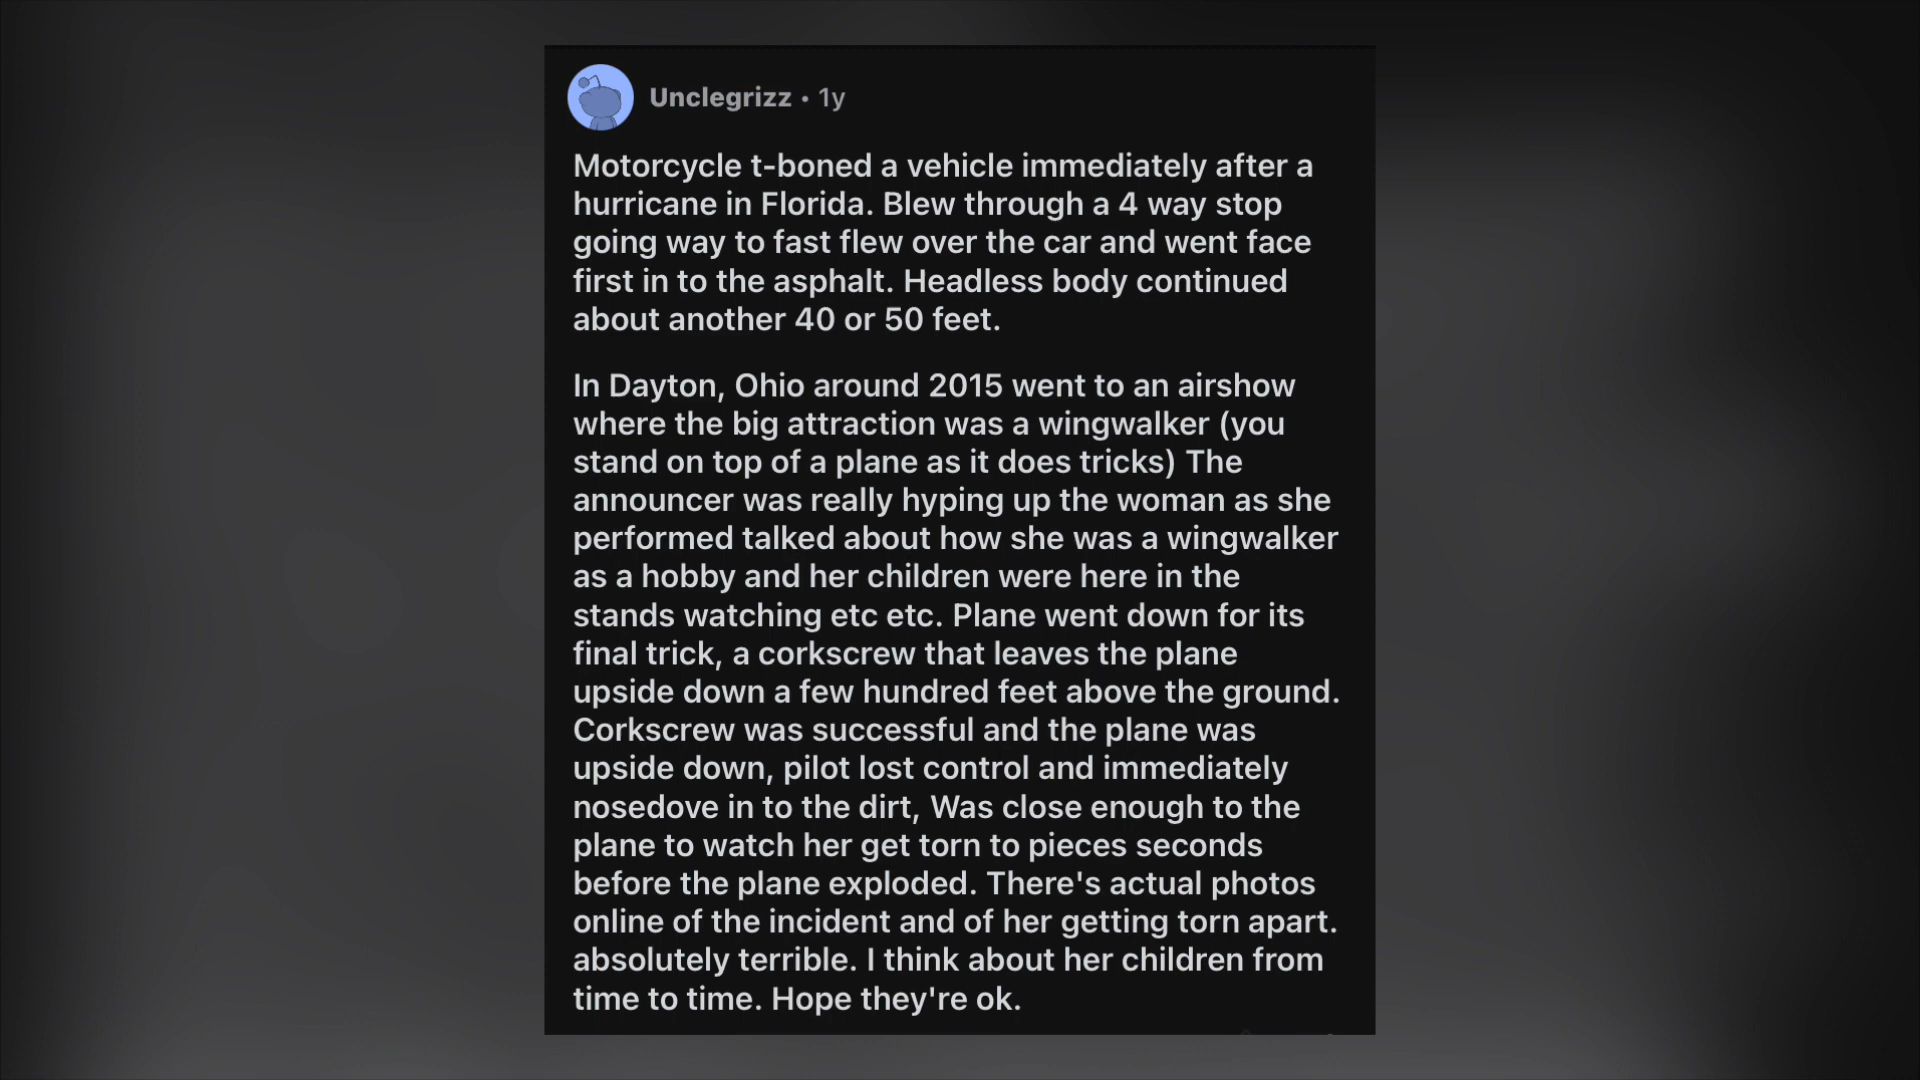 Unclegrizz • 1y
Motorcycle t-boned a vehicle immediately after a
hurricane in Florida. Blew through a 4 way stop
going way to fast flew over the car and went face
first in to the asphalt. Headless body continued
about another 40 or 50 feet.
In Dayton, Ohio around 2015 went to an airshow
where the big attraction was a wingwalker (you
stand on top of a plane as it does tricks) The
announcer was really hyping up the woman as she
performed talked about how she was a wingwalker
as a hobby and her children were here in the
stands watching etc etc. Plane went down for its
final trick, a corkscrew that leaves the plane
upside down a few hundred feet above the ground.
Corkscrew was successful and the plane was
upside down, pilot lost control and immediately
nosedove in to the dirt, Was close enough to the
plane to watch her get torn to pieces seconds
before the plane exploded. There's actual photos
online of the incident and of her getting torn apart.
absolutely terrible. I think about her children from
time to time. Hope they're ok.